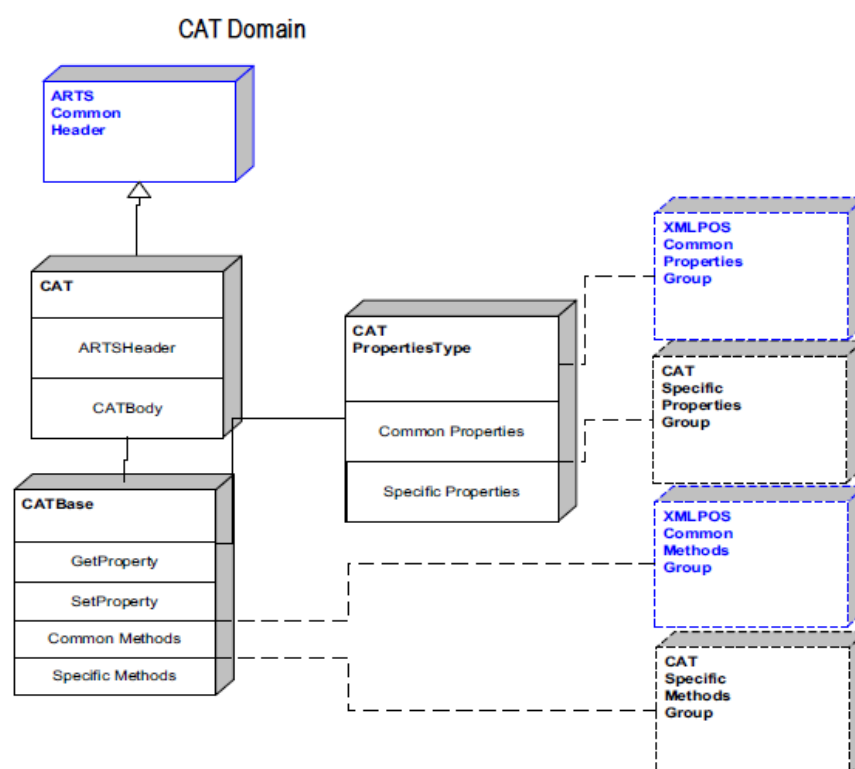 CAT Domain
ARTS
Common
Header
CAT
ARTSHeader
CATBody
CATBase
GetProperty
SetProperty
Common Methods
Specific Methods
CAT
PropertiesType
Common Properties
Specific Properties
XMLPOS
Common
Properties
Group
CAT
Specific
Properties
Group
XMLPOS
Common
Methods
Group
CAT
Specific
Methods
Group